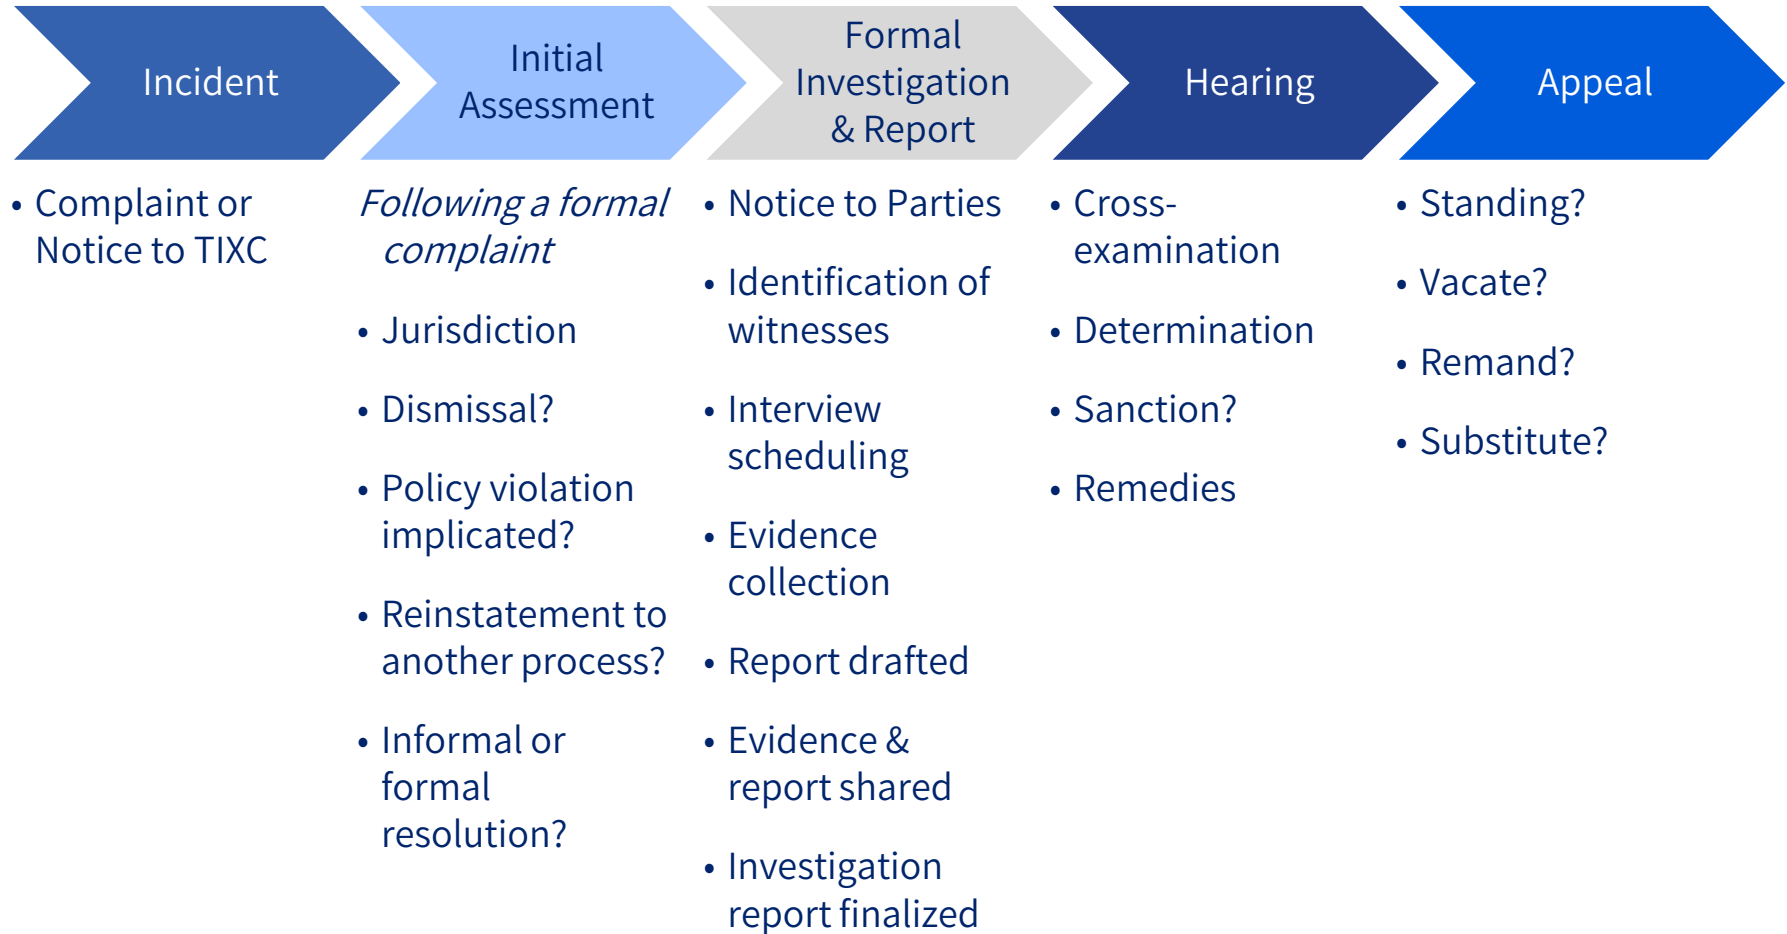 Incident
Initial
Assessment
Formal
Investigation
& Report
Hearing
Appeal
• Complaint or
Notice to TIXC
Following a formal
complaint
• Jurisdiction
• Dismissal?
• Policy violation
implicated?
• Reinstatement to
another process?
• Informal or
formal
resolution?
• Notice to Parties
• Identification of
witnesses
• Interview
scheduling
• Evidence
collection
• Report drafted
• Evidence &
report shared
• Investigation
report finalized
• Cross-
examination
• Determination
• Sanction?
• Remedies
• Standing?
• Vacate?
• Remand?
• Substitute?